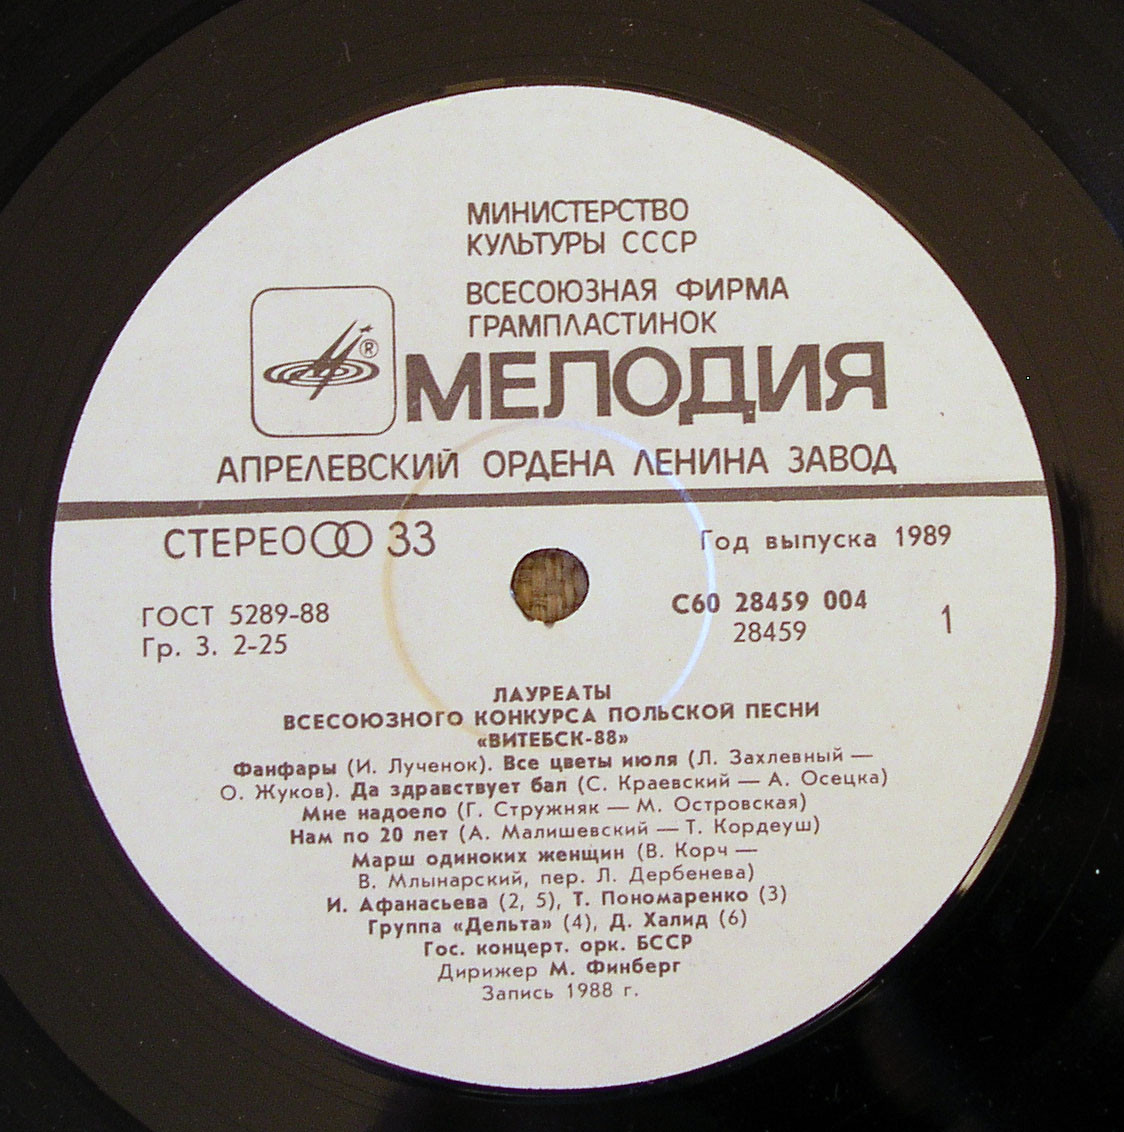 МИНИСТЕРСТВО
КУЛЬТУРЫ СССР
ВСЕСОЮЗНАЯ ФИРМА
ГРАМПЛАСТИНОК
®
МЕЛОДИЯ
АПРЕЛЕВСКИЙ ОРДЕНА ЛЕНИНА ЗАВОД
СТЕРЕО 33
Год выпуска 1989
ГОСТ 5289-88
Гр. 3. 2-25
С60 28459 004
28459
1
ЛАУРЕАТЫ
ВСЕСОЮЗНОГО КОНКУРСА ПОЛЬСКОЙ ПЕСНИ
«ВИТЕБСК-88»
Фанфары (И. Лученок). Все цветы июля (Л. Захлевный —
О. Жуков). Да здравствует бал (С. Краевский — А. Осецка)
Мне надоело (Г. Стружняк — М. Островская)
Нам по 20 лет (А. Малишевский — Т. Кордеуш)
Марш одиноких женщин (В. Корч —
В. Млынарский, пер. Л. Дербенева)
И. Афанасьева (2, 5), Т. Пономаренко (3)
Группа «Дельта» (4), Д. Халид (6)
Гос. концерт. орк. БССР
Дирижер М. Финберг
Запись 1988 г.